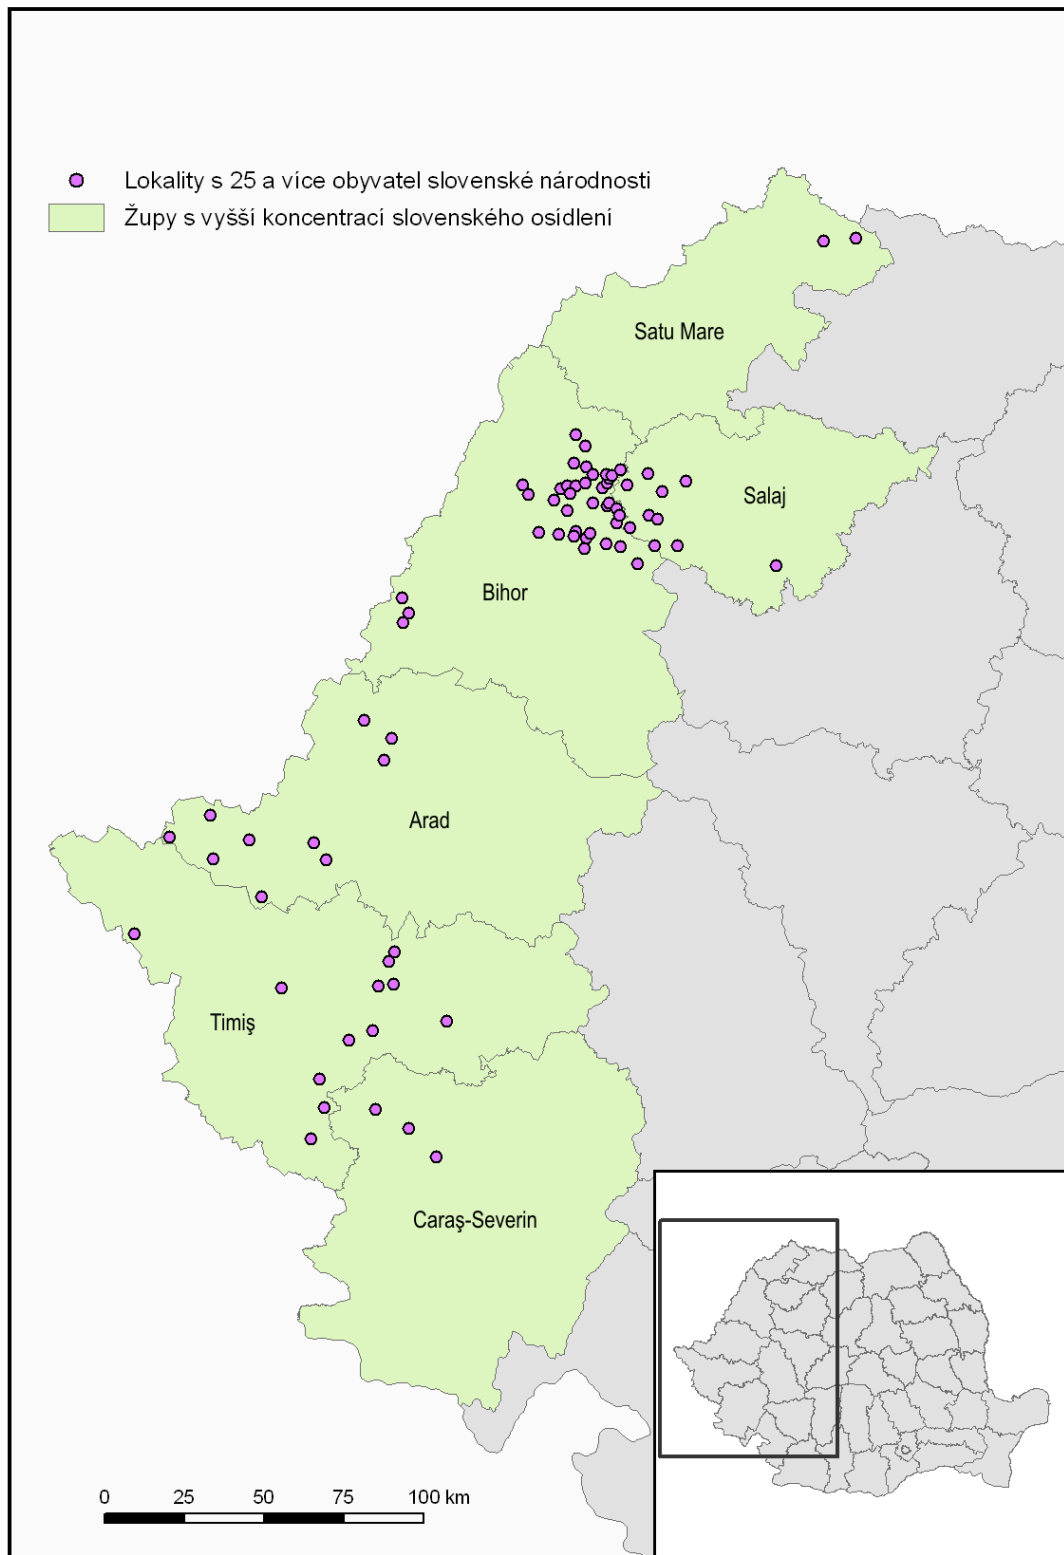 Lokality s 25 a více obyvatel slovenské národnosti
Župy s vyšší koncentrací slovenského osídlení
Satu Mare
Salaj
Bihor
Arad
Timiş
Caraş-Severin
0 25 50 75 100 km